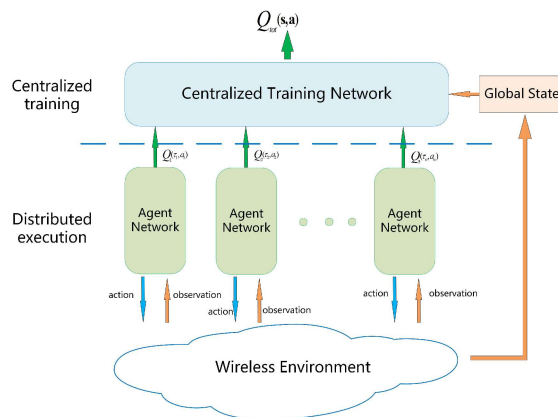 Q_tot(s,a)
Centralized
training
Centralized Training Network
Global State
Distributed
execution
Agent
Network
Agent
Network
Agent
Network
action
observation
action
observation
action
observation
Wireless Environment